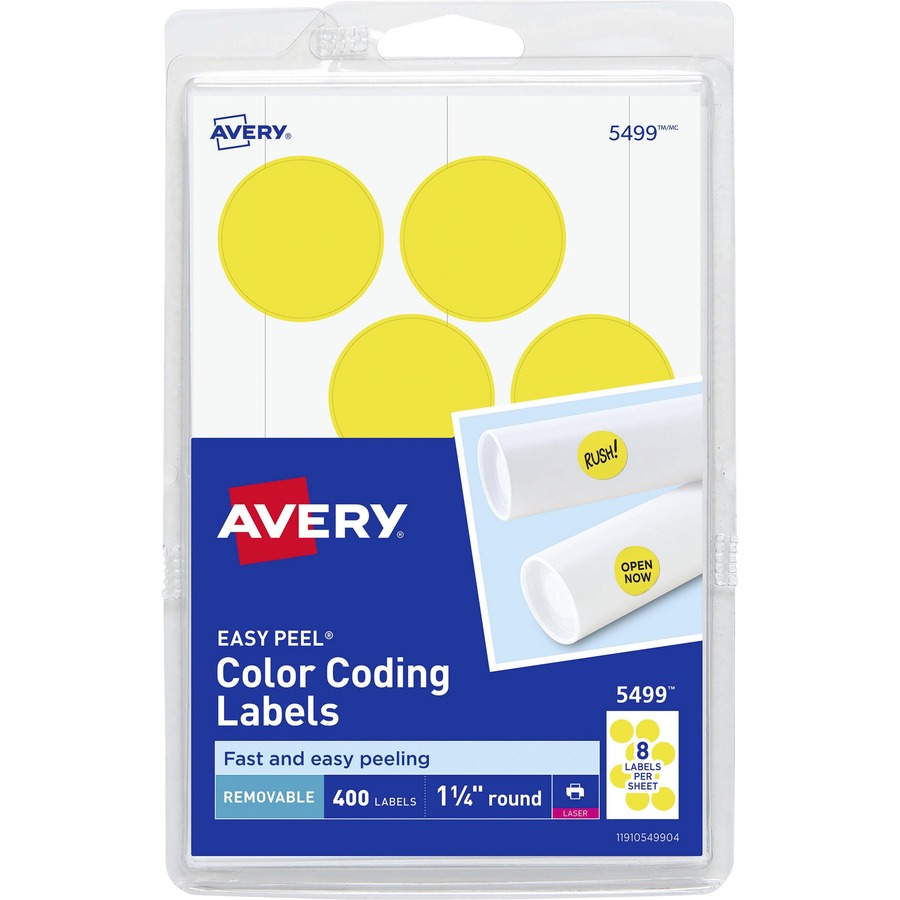 AVERY®
5499™/MC
RUSH!
OPEN
NOW
AVERY®
EASY PEEL®
Color Coding
Labels
Fast and easy peeling
REMOVABLE
400 LABELS
1¼" round
LASER
5499™
8
LABELS
PER
SHEET
11910549904